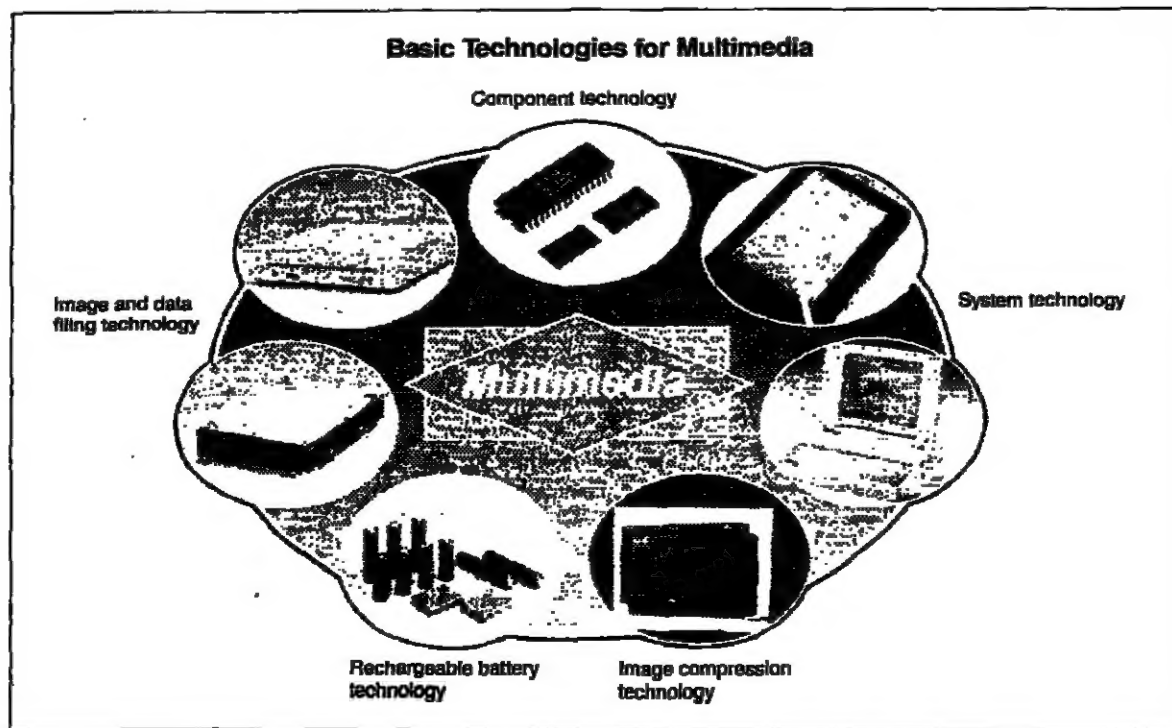 Basic Technologies for Multimedia
Component technology
Image and data
filing technology
System technology
Multimedia
Rechargeable battery
technology
Image compression
technology